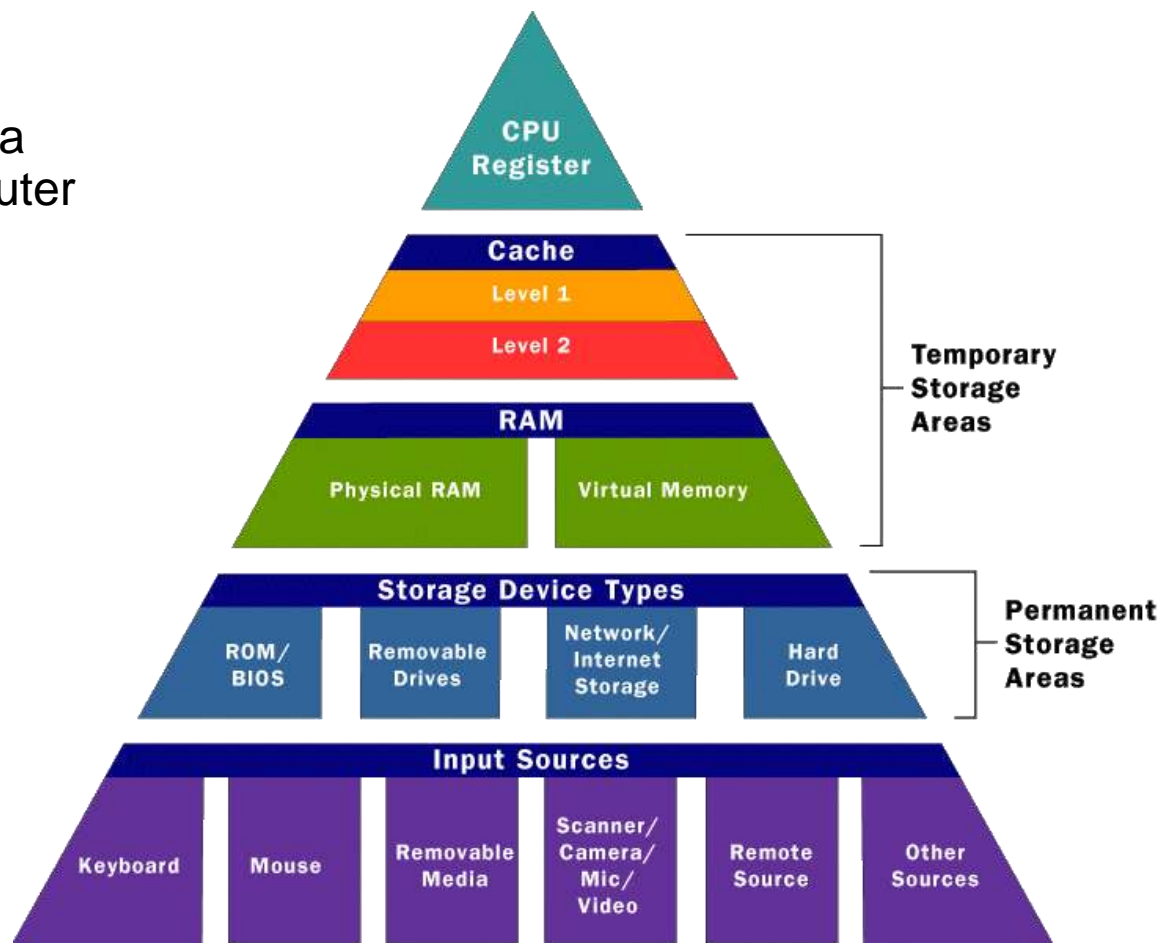 a
uter
CPU
Register
Cache
Level 1
Level 2
Temporary
Storage
Areas
RAM
Physical RAM
Virtual Memory
Storage Device Types
ROM/
BIOS
Removable
Drives
Network/
Internet
Storage
Hard
Drive
Permanent
Storage
Areas
Input Sources
Keyboard
Mouse
Removable
Media
Scanner/
Camera/
Mic/
Video
Remote
Source
Other
Sources